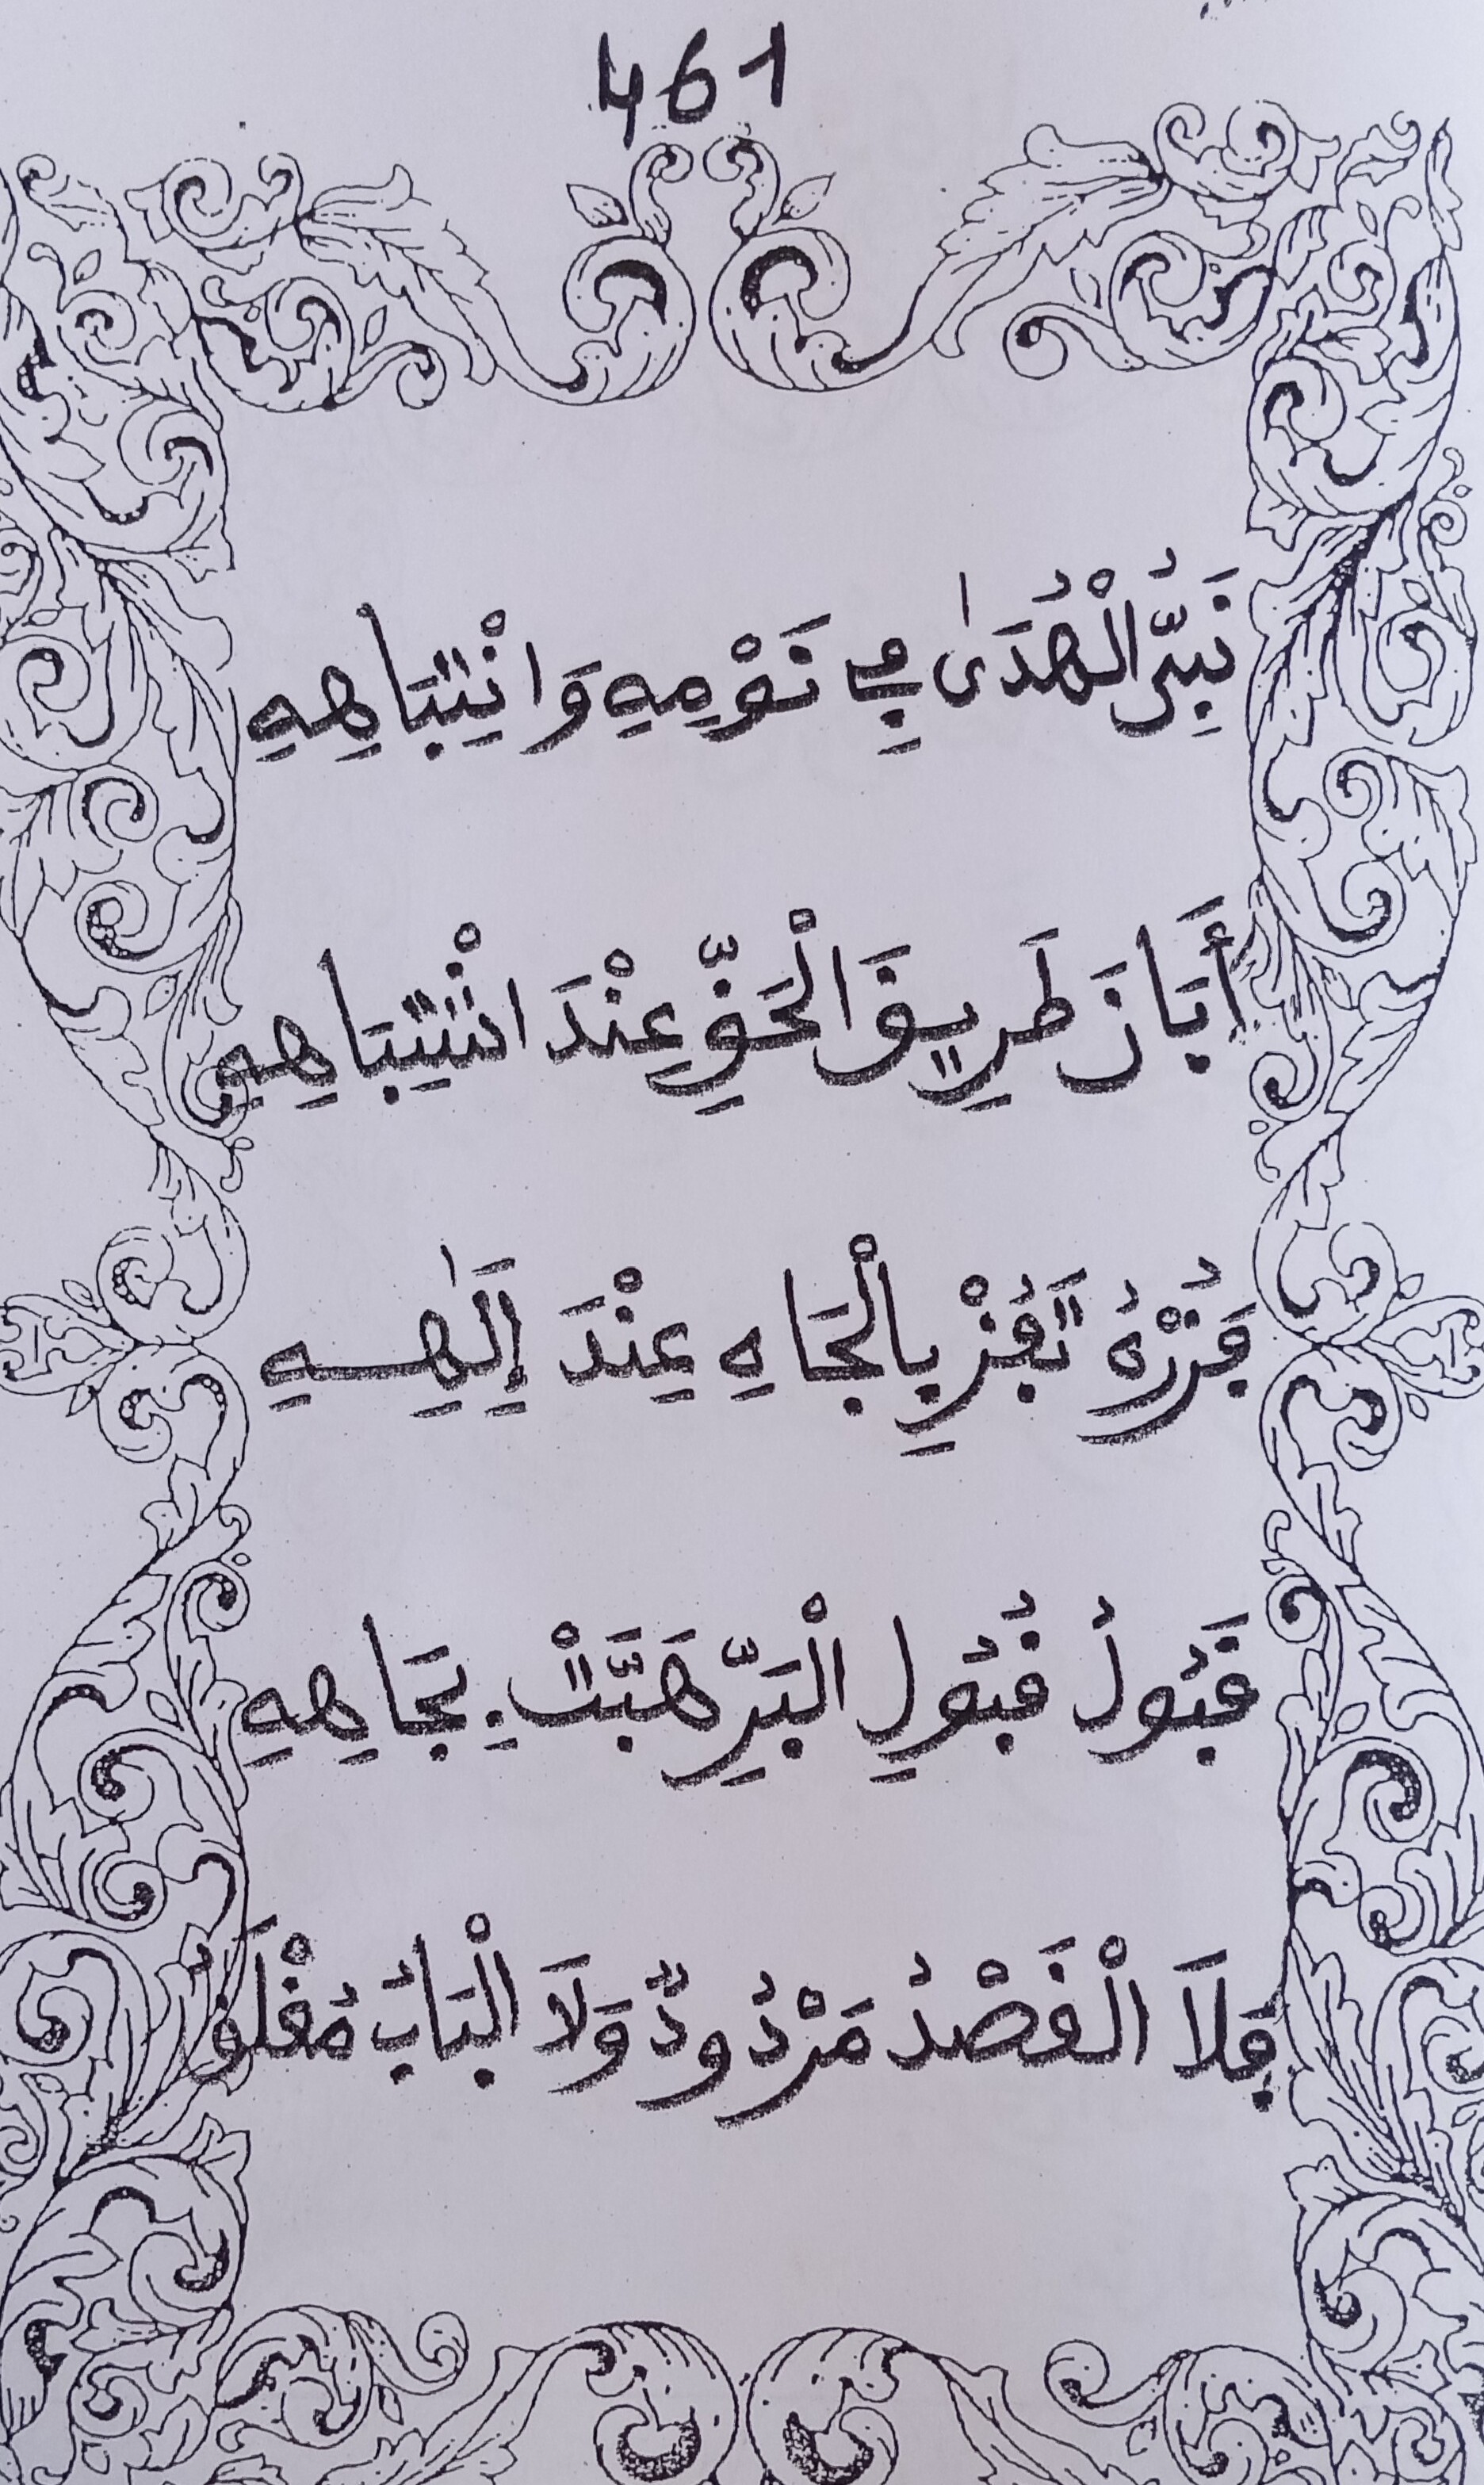 461
نَبِيُّ الْهُدَىٰ فِي نَوْمِهِ وَانْتِبَاهِهِ
أَبَانَ طَرِيقَ الْحَقِّ عِنْدَ اشْتِبَاهِهِ
فَزُرْهُ تَفُزْ بِالْجَاهِ عِنْدَ إِلَٰهِهِ
قَبُولُ قُبُولِ الْبَرِّ هَبَّتْ بِجَاهِهِ
فَلَا الْقَصْدُ مَرْدُودٌ وَلَا الْبَابُ مُغْلَقُ